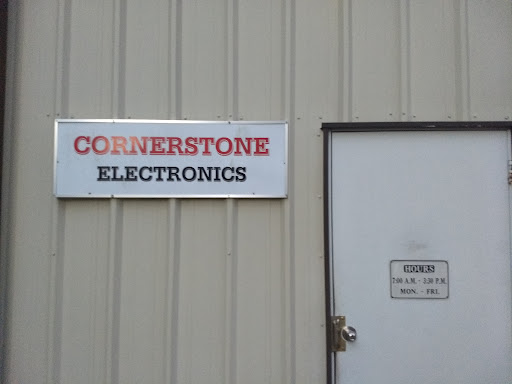 CORNERSTONE
ELECTRONICS
HOURS
7:00 A.M. - 3:30 P.M.
MON. - FRI.